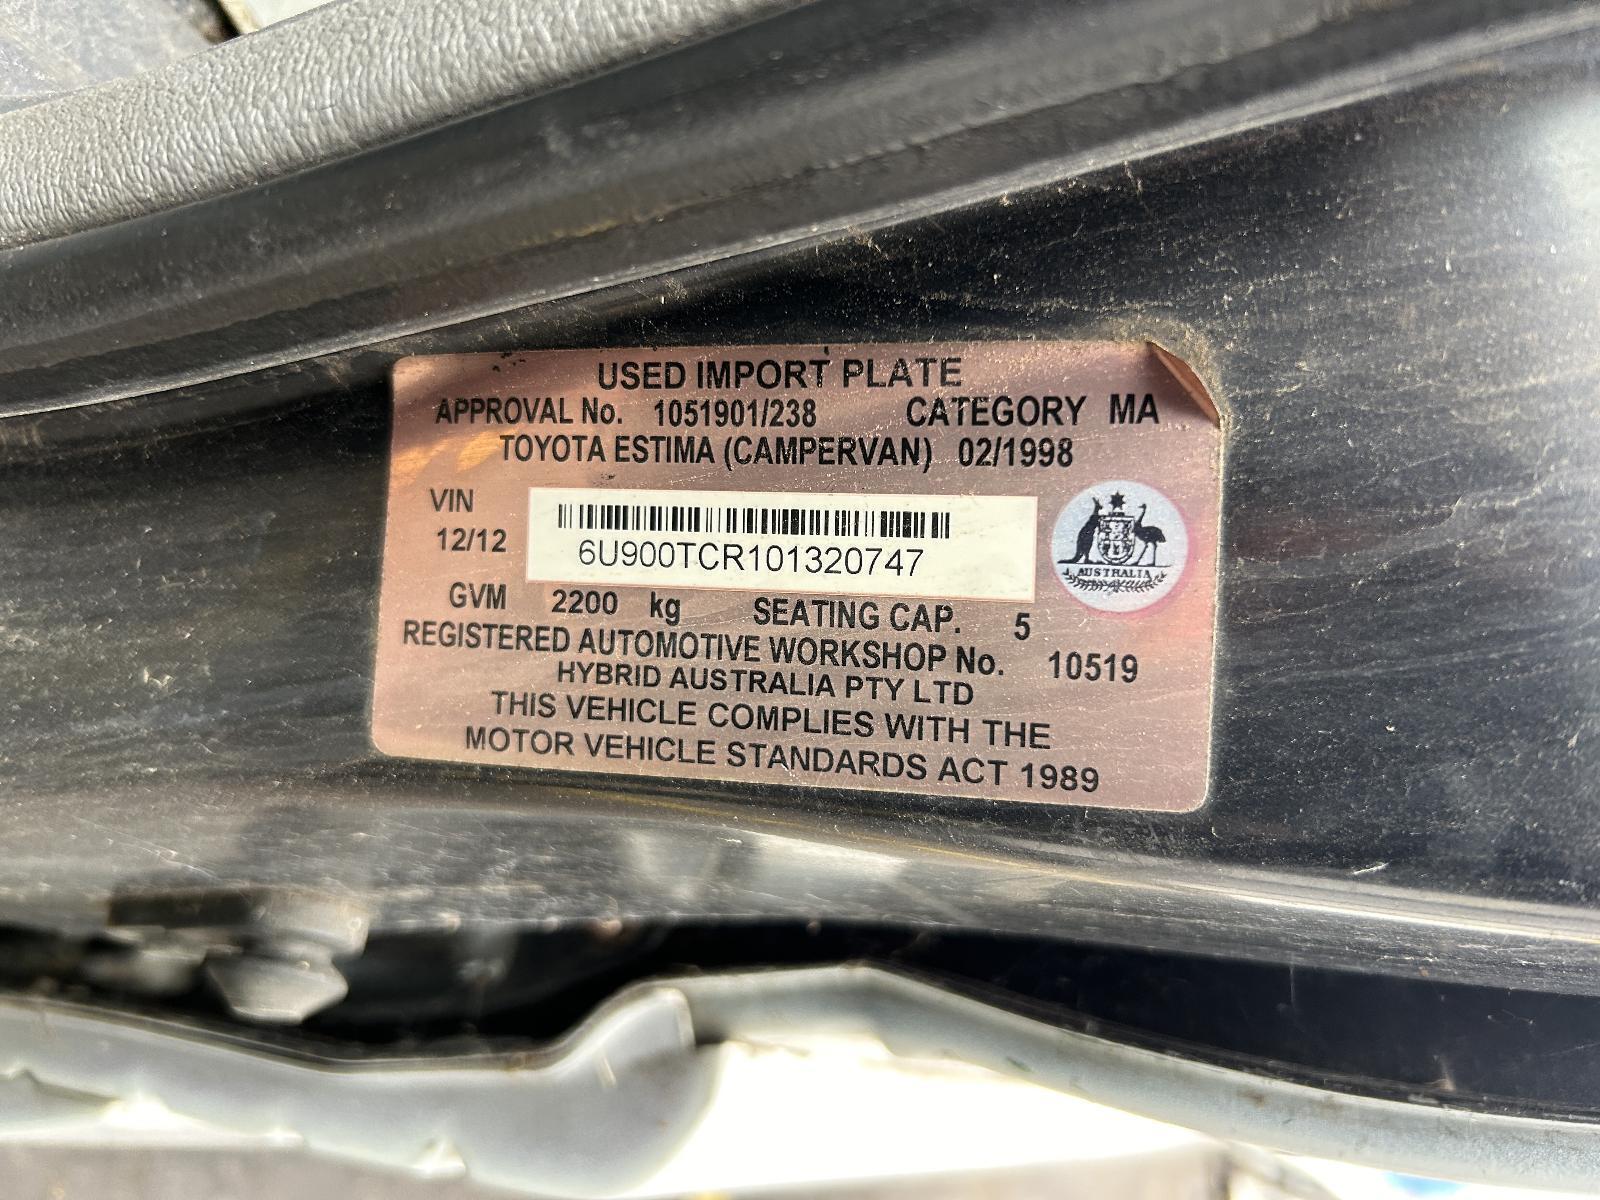 USED IMPORT PLATE
APPROVAL No. 1051901/238 CATEGORY MA
TOYOTA ESTIMA (CAMPERVAN) 02/1998
VIN
12/12
6U900TCR101320747
AUSTRALIA
GVM 2200 kg SEATING CAP. 5
REGISTERED AUTOMOTIVE WORKSHOP No. 10519
HYBRID AUSTRALIA PTY LTD
THIS VEHICLE COMPLIES WITH THE
MOTOR VEHICLE STANDARDS ACT 1989